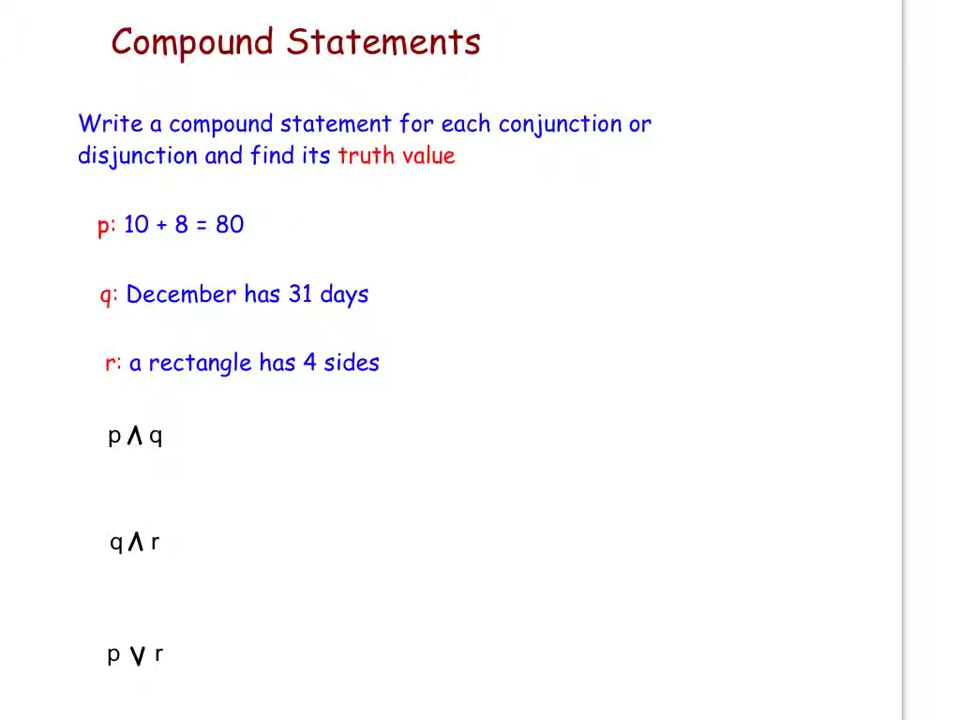 Compound Statements
Write a compound statement for each conjunction or
disjunction and find its truth value
p: 10 + 8 = 80
q: December has 31 days
r: a rectangle has 4 sides
p ∧ q
q ∧ r
p ∨ r